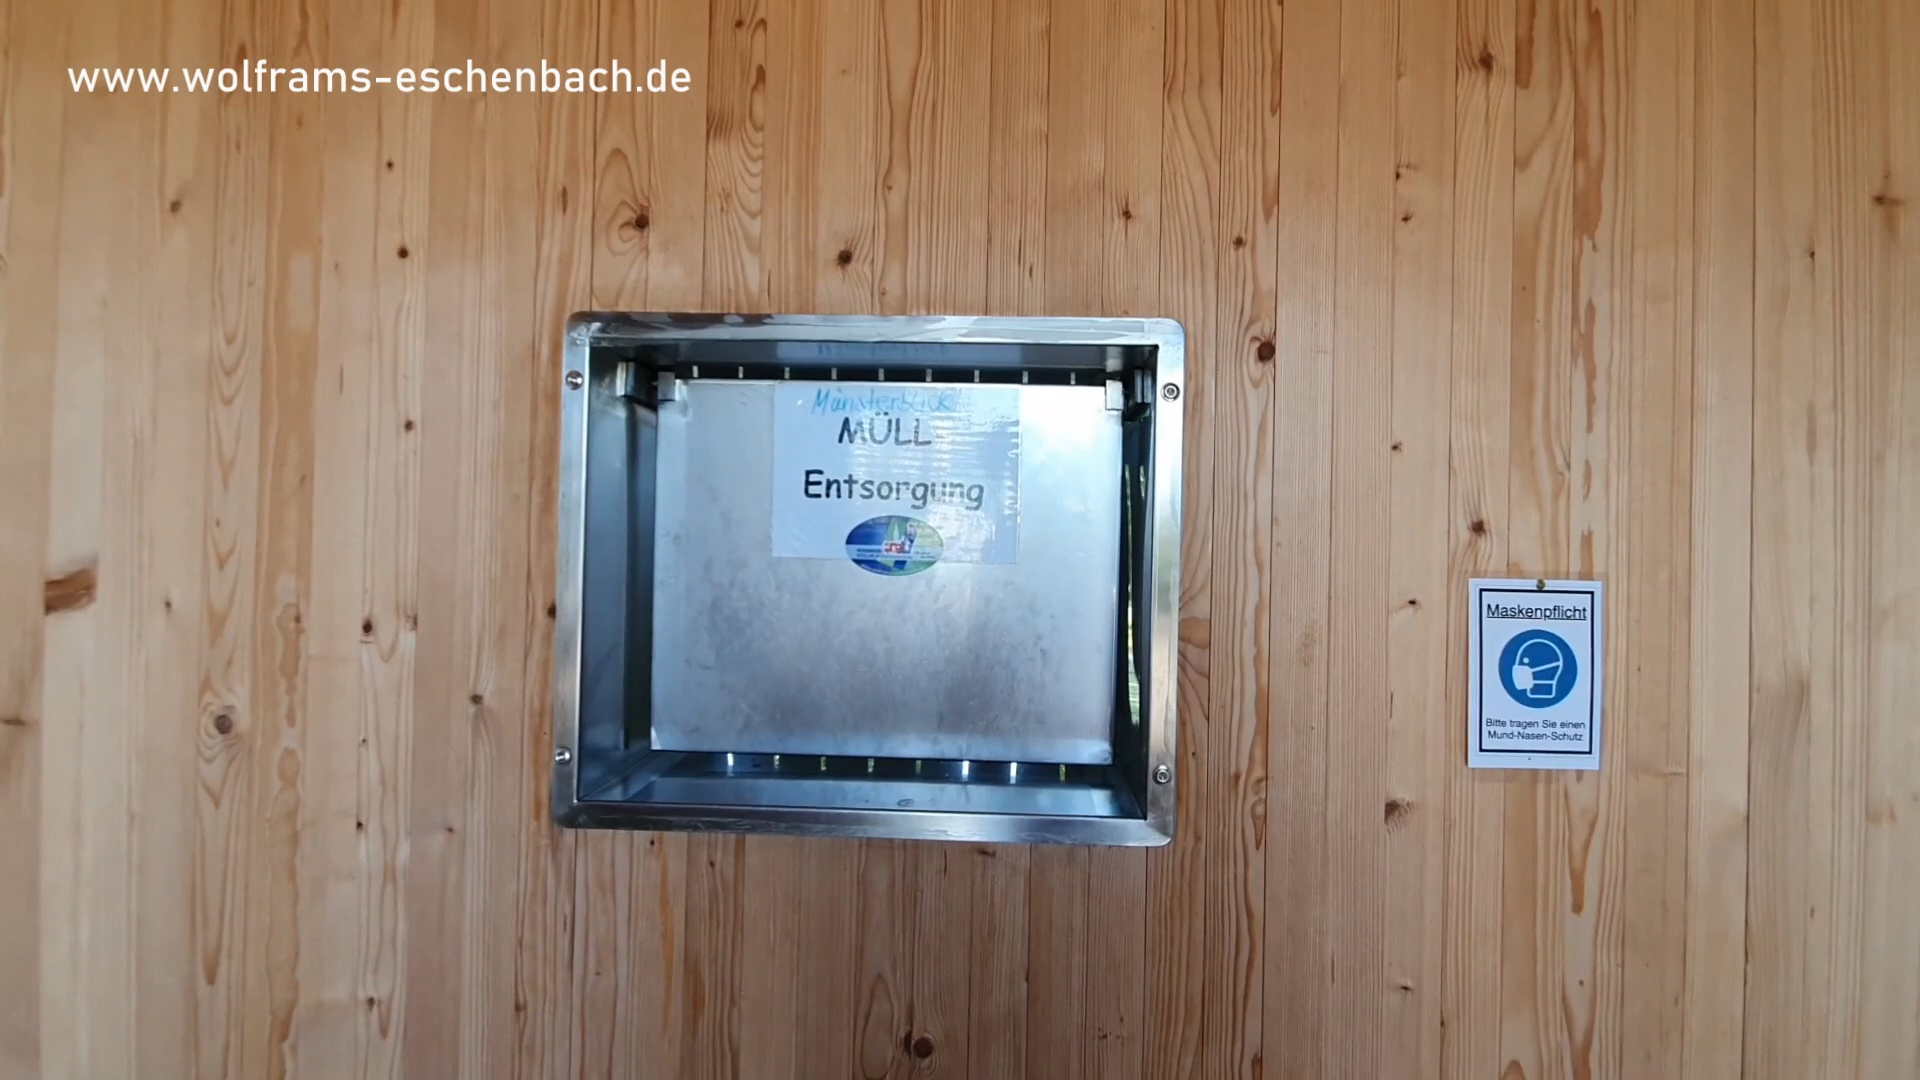 www.wolframs-eschenbach.de
Münsterblick
MÜLL
Entsorgung
Maskenpflicht
Bitte tragen Sie einen
Mund-Nasen-Schutz